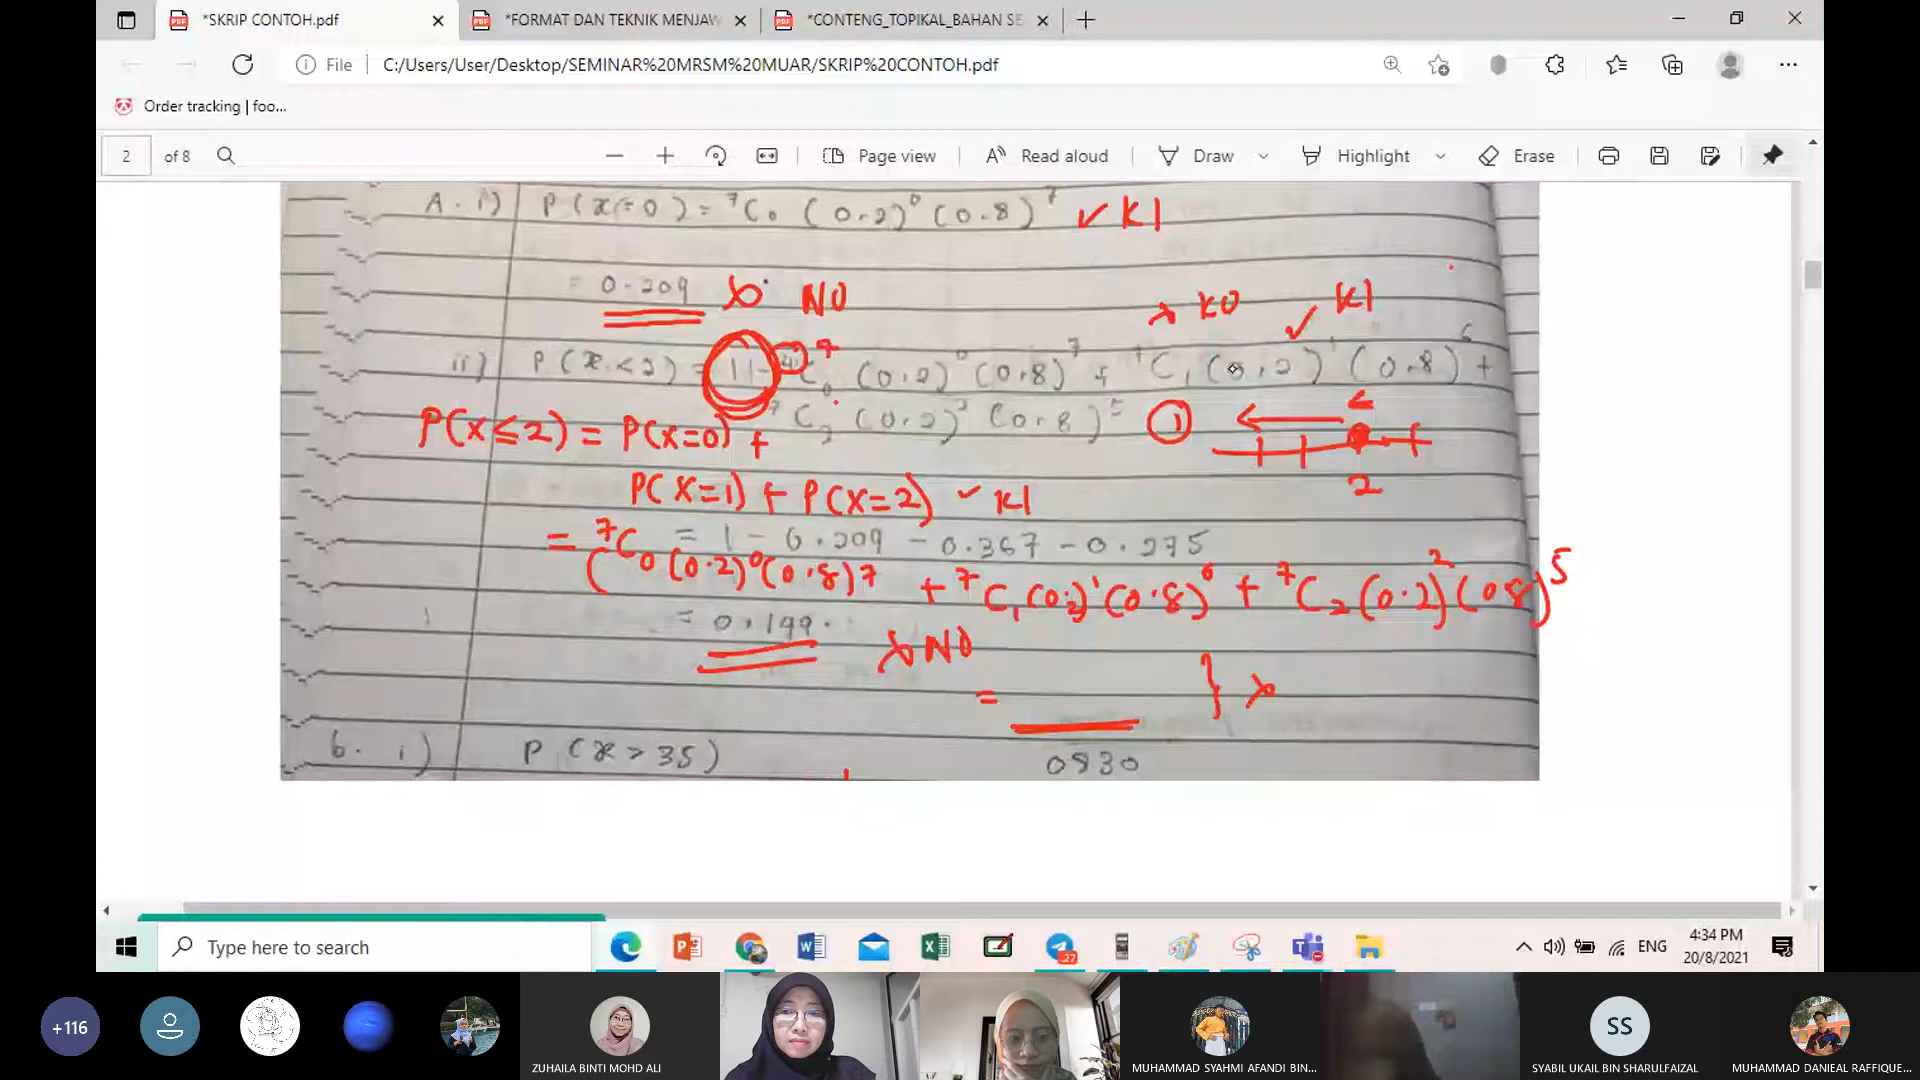 *SKRIP CONTOH.pdf
*FORMAT DAN TEKNIK MENJAW
*CONTENG_TOPIKAL_BAHAN SE
File C:/Users/User/Desktop/SEMINAR%20MRSM%20MUAR/SKRIP%20CONTOH.pdf
Order tracking | foo...
2 of 8 Page view Read aloud Draw Highlight Erase
A. i) P(x=0) = ⁷C₀ (0.2)⁰ (0.8)⁷ ✓ K1
= 0.209 N0
K0 ✓ K1
ii) P(x<2) = 1 - ⁷C₀ (0.2)⁰ (0.8)⁷ + ⁷C₁ (0.2)¹ (0.8)⁶ +
⁷C₂ (0.2)² (0.8)⁵ ①
P(X≤2) = P(X=0) +
2
P(X=1) + P(X=2) ✓ K1
= 1 - 0.209 - 0.367 - 0.275
= ⁷C₀ (0.2)⁰(0.8)⁷ + ⁷C₁(0.2)¹(0.8)⁶ + ⁷C₂(0.2)²(0.8)⁵
= 0.199.
N0
=
b. i) P(x > 35)
0830
Type here to search
ENG
4:34 PM
20/8/2021
27
+116
ZUHAILA BINTI MOHD ALI
MUHAMMAD SYAHMI AFANDI BIN...
SS
SYABIL UKAIL BIN SHARULFAIZAL
MUHAMMAD DANIEAL RAFFIQUE...